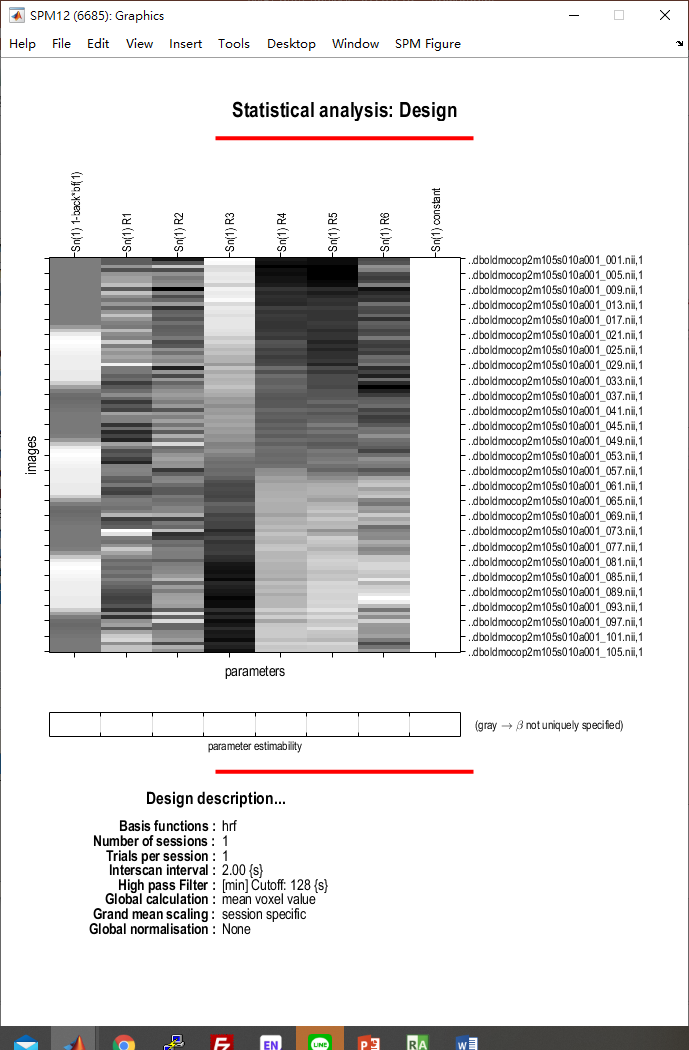 SPM12 (6685): Graphics
Help File Edit View Insert Tools Desktop Window SPM Figure
Statistical analysis: Design
Sn(1) 1-back*bf(1)
Sn(1) R1
Sn(1) R2
Sn(1) R3
Sn(1) R4
Sn(1) R5
Sn(1) R6
Sn(1) constant
images
..dboldmocop2m105s010a001_001.nii,1
..dboldmocop2m105s010a001_005.nii,1
..dboldmocop2m105s010a001_009.nii,1
..dboldmocop2m105s010a001_013.nii,1
..dboldmocop2m105s010a001_017.nii,1
..dboldmocop2m105s010a001_021.nii,1
..dboldmocop2m105s010a001_025.nii,1
..dboldmocop2m105s010a001_029.nii,1
..dboldmocop2m105s010a001_033.nii,1
..dboldmocop2m105s010a001_037.nii,1
..dboldmocop2m105s010a001_041.nii,1
..dboldmocop2m105s010a001_045.nii,1
..dboldmocop2m105s010a001_049.nii,1
..dboldmocop2m105s010a001_053.nii,1
..dboldmocop2m105s010a001_057.nii,1
..dboldmocop2m105s010a001_061.nii,1
..dboldmocop2m105s010a001_065.nii,1
..dboldmocop2m105s010a001_069.nii,1
..dboldmocop2m105s010a001_073.nii,1
..dboldmocop2m105s010a001_077.nii,1
..dboldmocop2m105s010a001_081.nii,1
..dboldmocop2m105s010a001_085.nii,1
..dboldmocop2m105s010a001_089.nii,1
..dboldmocop2m105s010a001_093.nii,1
..dboldmocop2m105s010a001_097.nii,1
..dboldmocop2m105s010a001_101.nii,1
..dboldmocop2m105s010a001_105.nii,1
parameters
(gray → β not uniquely specified)
parameter estimability
Design description...
Basis functions : hrf
Number of sessions : 1
Trials per session : 1
Interscan interval : 2.00 {s}
High pass Filter : [min] Cutoff: 128 {s}
Global calculation : mean voxel value
Grand mean scaling : session specific
Global normalisation : None
EN
LINE